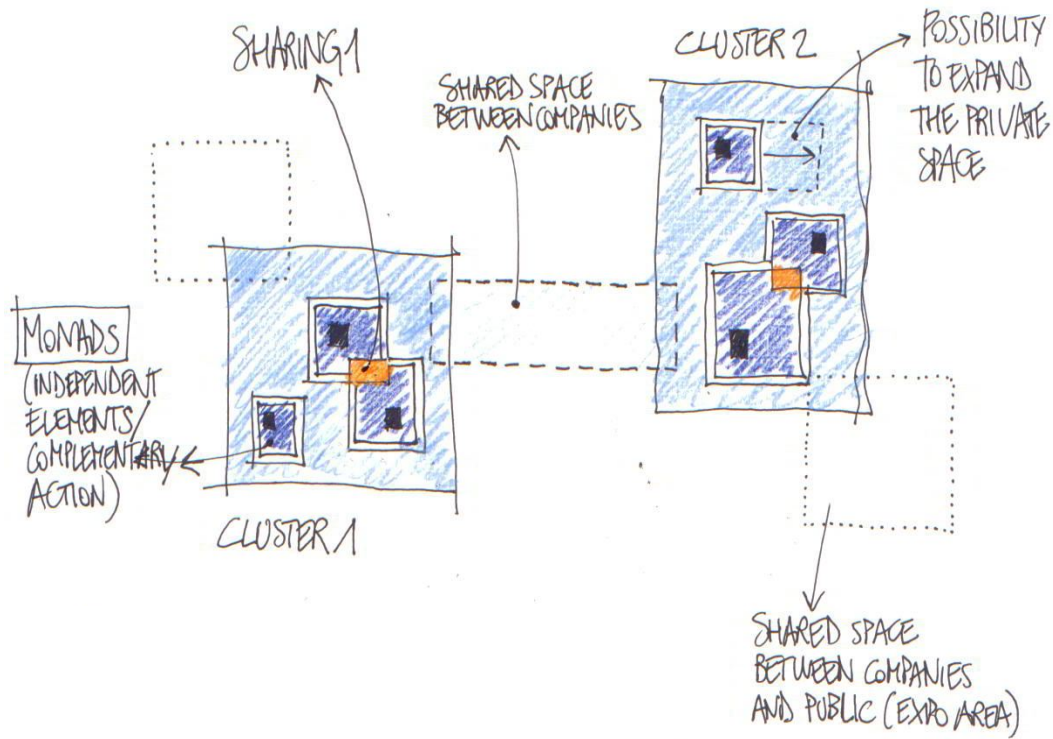 SHARING 1
SHARED SPACE
BETWEEN COMPANIES
CLUSTER 2
POSSIBILITY
TO EXPAND
THE PRIVATE
SPACE
MONADS
(INDEPENDENT
ELEMENTS/
COMPLEMENTARY
ACTION)
CLUSTER 1
SHARED SPACE
BETWEEN COMPANIES
AND PUBLIC (EXPO AREA)